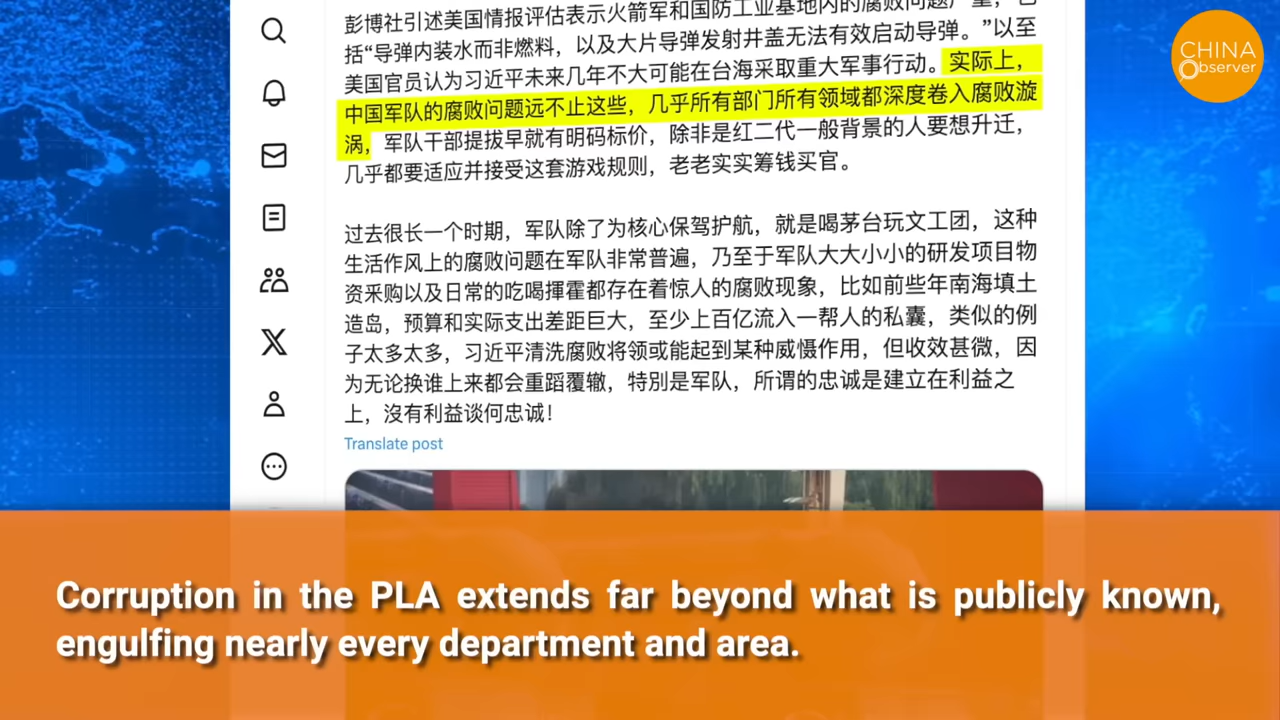 CHINA
Observer
彭博社引述美国情报评估表示火箭军和国防工业基地内的腐败问题严重，包
括“导弹内装水而非燃料，以及大片导弹发射井盖无法有效启动导弹。”以至
美国官员认为习近平未来几年不大可能在台海采取重大军事行动。实际上，
中国军队的腐败问题远不止这些，几乎所有部门所有领域都深度卷入腐败漩
涡，军队干部提拔早就有明码标价，除非是红二代一般背景的人要想升迁，
几乎都要适应并接受这套游戏规则，老老实实筹钱买官。
过去很长一个时期，军队除了为核心保驾护航，就是喝茅台玩文工团，这种
生活作风上的腐败问题在军队非常普遍，乃至于军队大大小小的研发项目物
资采购以及日常的吃喝揮霍都存在着惊人的腐败现象，比如前些年南海填土
造岛，预算和实际支出差距巨大，至少上百亿流入一帮人的私囊，类似的例
子太多太多，习近平清洗腐败将领或能起到某种威慑作用，但收效甚微，因
为无论换谁上来都会重蹈覆辙，特别是军队，所谓的忠诚是建立在利益之
上，沒有利益谈何忠诚！
Translate post
Corruption in the PLA extends far beyond what is publicly known,
engulfing nearly every department and area.